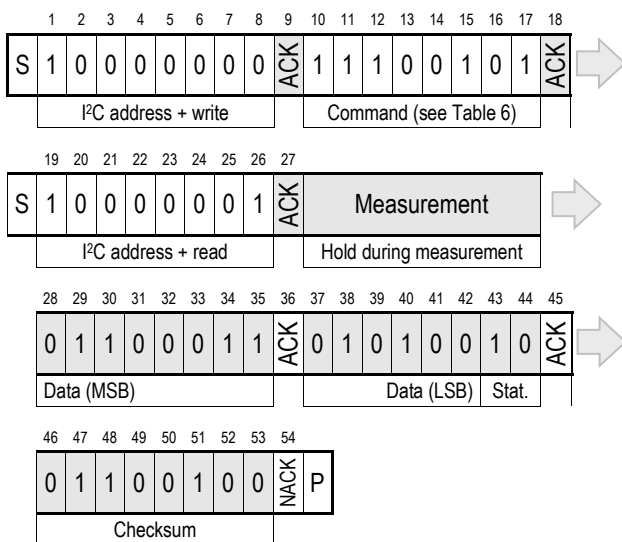 1 2 3 4 5 6 7 8 9 10 11 12 13 14 15 16 17 18
S 1 0 0 0 0 0 0 0 ACK 1 1 1 0 0 1 0 1 ACK
I²C address + write Command (see Table 6)
19 20 21 22 23 24 25 26 27
S 1 0 0 0 0 0 0 1 ACK Measurement
I²C address + read Hold during measurement
28 29 30 31 32 33 34 35 36 37 38 39 40 41 42 43 44 45
0 1 1 0 0 0 1 1 ACK 0 1 0 1 0 0 1 0 ACK
Data (MSB) Data (LSB) Stat.
46 47 48 49 50 51 52 53 54
0 1 1 0 0 1 0 0 NACK P
Checksum